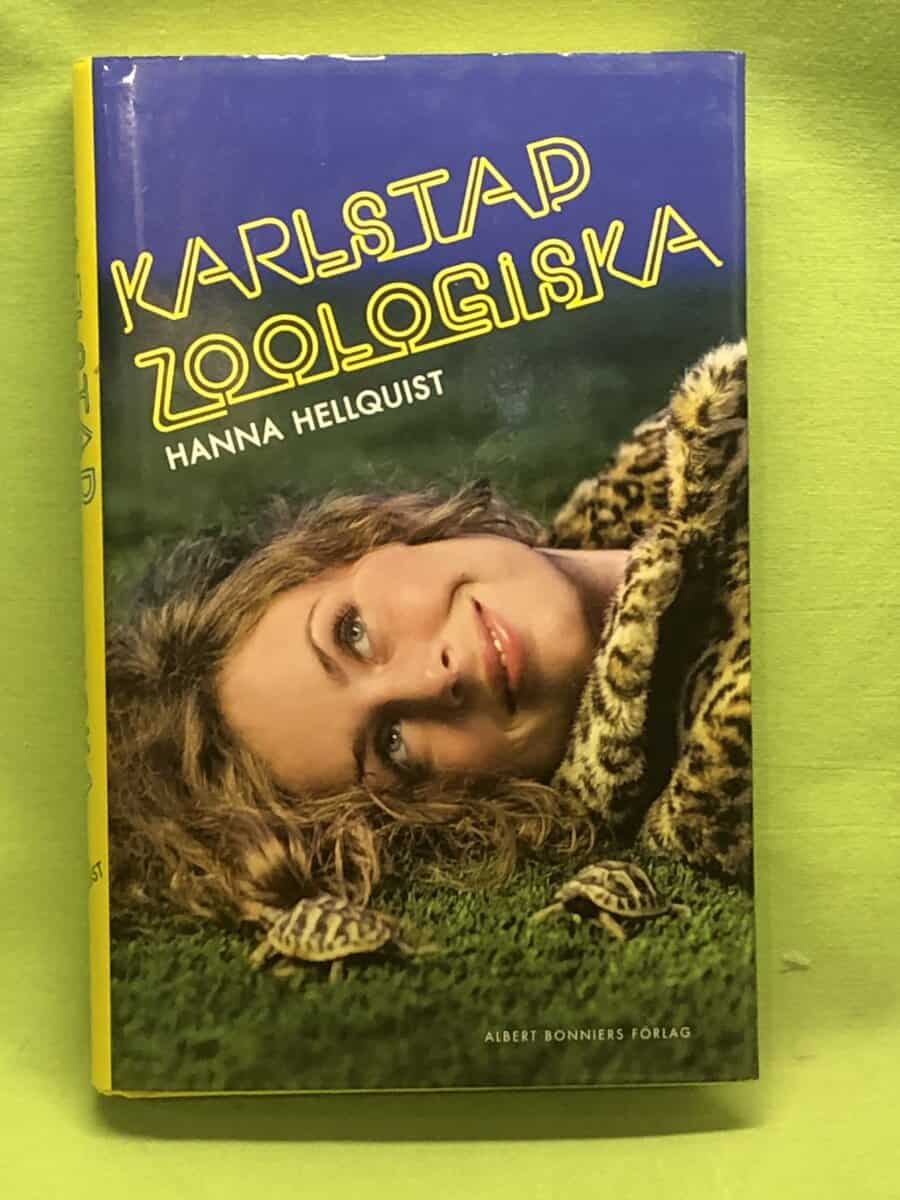 KARLSTAD
ZOOLOGISKA
HANNA HELLQUIST
ALBERT BONNIERS FÖRLAG